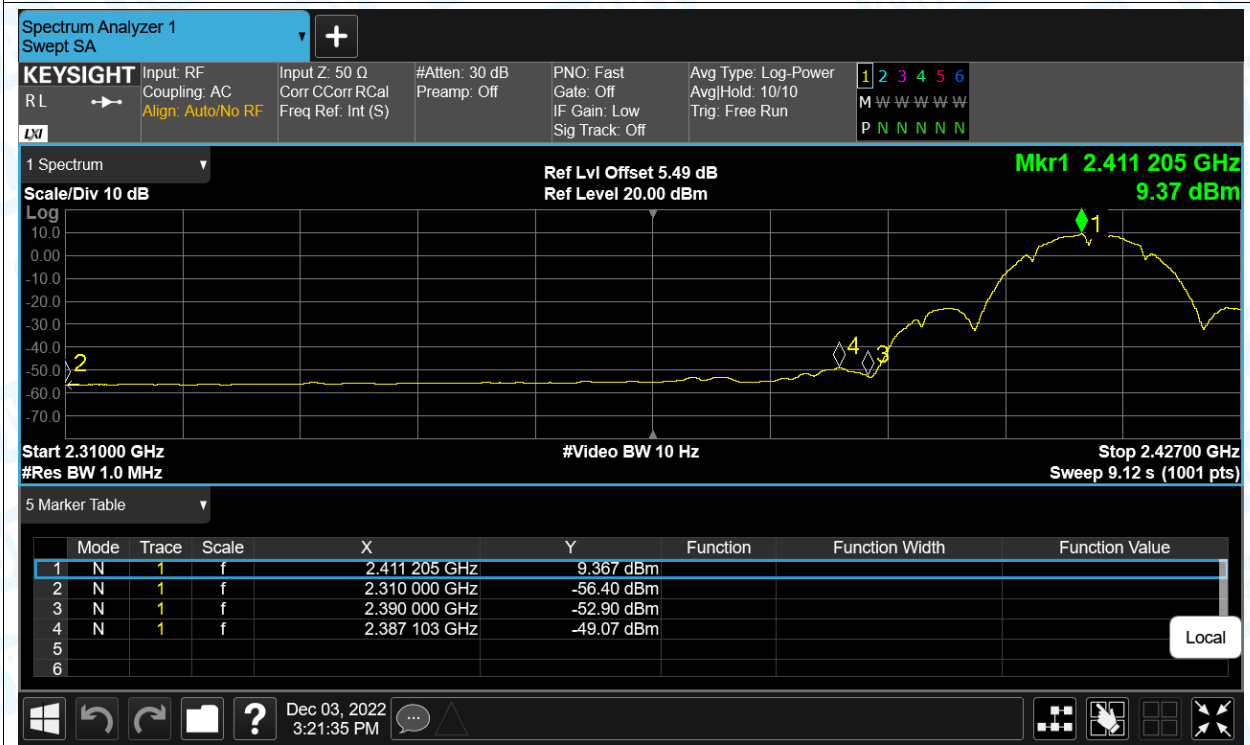 Spectrum Analyzer 1
Swept SA
KEYSIGHT
RL
LXI
Input: RF
Coupling: AC
Align: Auto/No RF
Input Z: 50 Ω
Corr CCorr RCal
Freq Ref: Int (S)
#Atten: 30 dB
Preamp: Off
PNO: Fast
Gate: Off
IF Gain: Low
Sig Track: Off
Avg Type: Log-Power
Avg|Hold: 10/10
Trig: Free Run
1 2 3 4 5 6
M W W W W W
P N N N N N
1 Spectrum
Scale/Div 10 dB
Ref Lvl Offset 5.49 dB
Ref Level 20.00 dBm
Mkr1 2.411 205 GHz
9.37 dBm
Log
10.0
0.00
-10.0
-20.0
-30.0
-40.0
-50.0
-60.0
-70.0
1
2
4
3
Start 2.31000 GHz
#Res BW 1.0 MHz
#Video BW 10 Hz
Stop 2.42700 GHz
Sweep 9.12 s (1001 pts)
5 Marker Table
Mode Trace Scale X Y Function Function Width Function Value
1 N 1 f 2.411 205 GHz 9.367 dBm
2 N 1 f 2.310 000 GHz -56.40 dBm
3 N 1 f 2.390 000 GHz -52.90 dBm
4 N 1 f 2.387 103 GHz -49.07 dBm
5
6
Local
?
Dec 03, 2022
3:21:35 PM